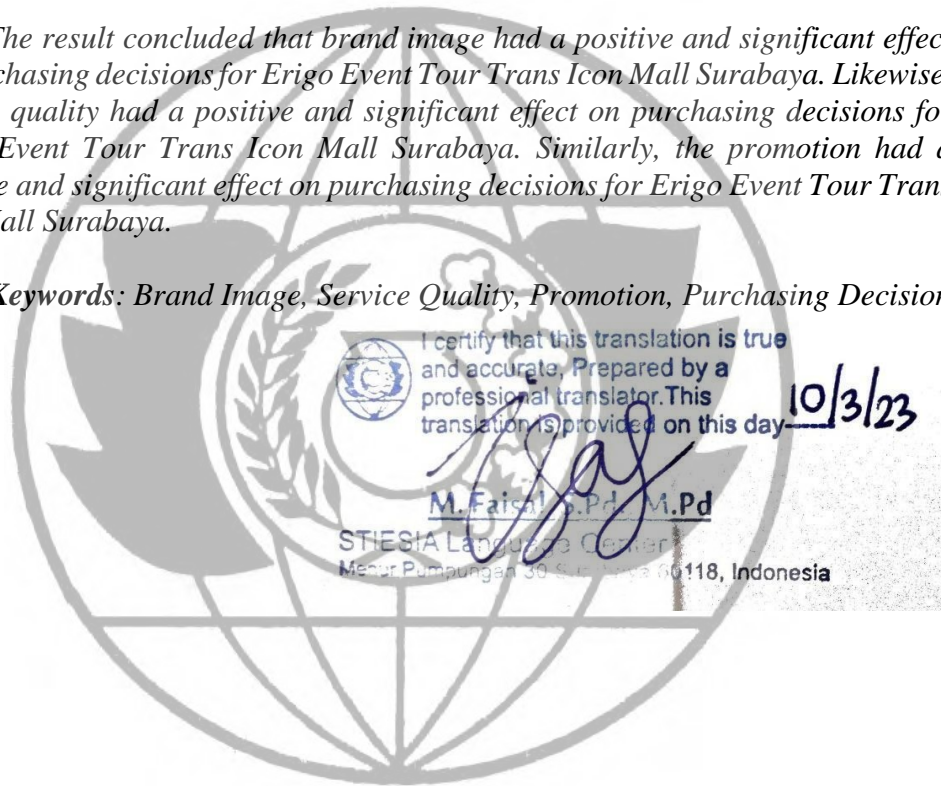 The result concluded that brand image had a positive and significant effec
chasing decisions for Erigo Event Tour Trans Icon Mall Surabaya. Likewise
quality had a positive and significant effect on purchasing decisions fo
Event Tour Trans Icon Mall Surabaya. Similarly, the promotion had
e and significant effect on purchasing decisions for Erigo Event Tour Tran
all Surabaya.
Keywords: Brand Image, Service Quality, Promotion, Purchasing Decision
I certify that this translation is true
and accurate, Prepared by a
professional translator. This
translation is provided on this day 10/3/23
M. Faisal S.Pd, M.Pd
STIESIA Language Center
Menur Pumpungan 30 118, Indonesia